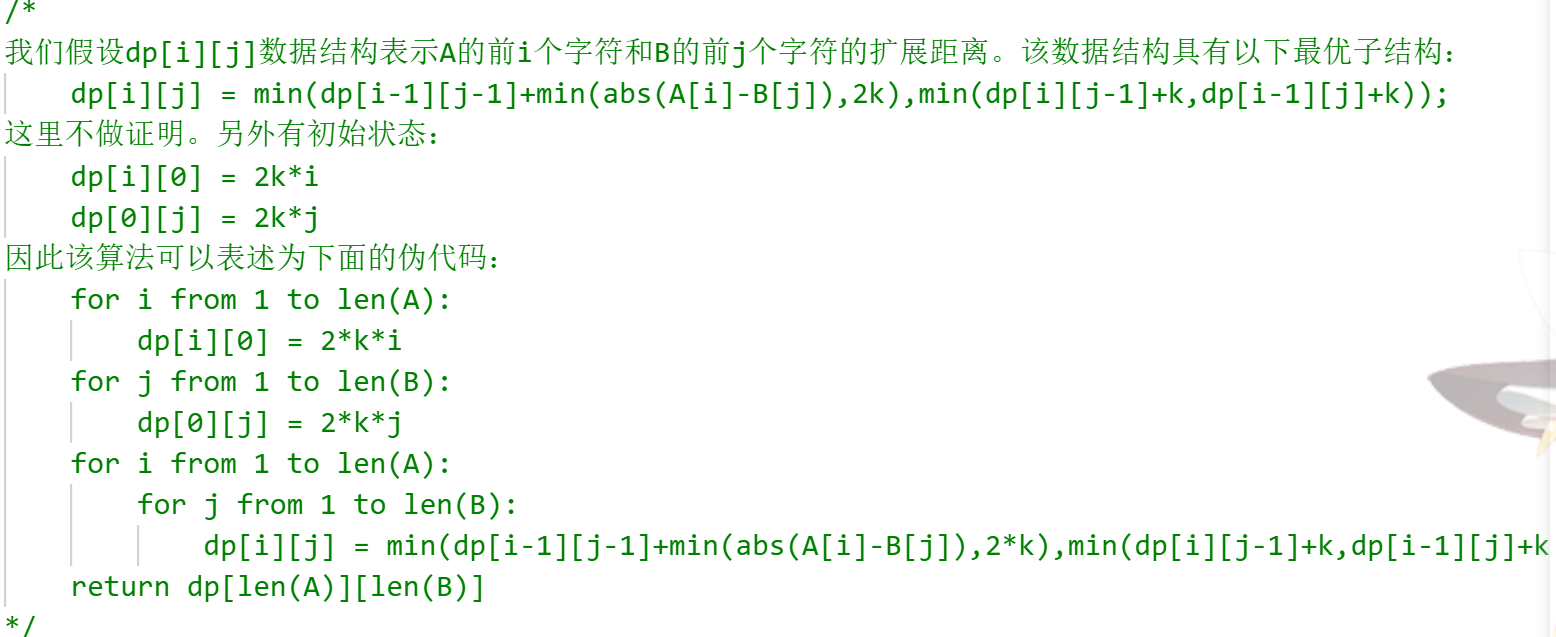 /*
我们假设dp[i][j]数据结构表示A的前i个字符和B的前j个字符的扩展距离。该数据结构具有以下最优子结构：
    dp[i][j] = min(dp[i-1][j-1]+min(abs(A[i]-B[j]),2k),min(dp[i][j-1]+k,dp[i-1][j]+k));
这里不做证明。另外有初始状态：
    dp[i][0] = 2k*i
    dp[0][j] = 2k*j
因此该算法可以表述为下面的伪代码：
    for i from 1 to len(A):
        dp[i][0] = 2*k*i
    for j from 1 to len(B):
        dp[0][j] = 2*k*j
    for i from 1 to len(A):
        for j from 1 to len(B):
            dp[i][j] = min(dp[i-1][j-1]+min(abs(A[i]-B[j]),2*k),min(dp[i][j-1]+k,dp[i-1][j]+k
    return dp[len(A)][len(B)]
*/